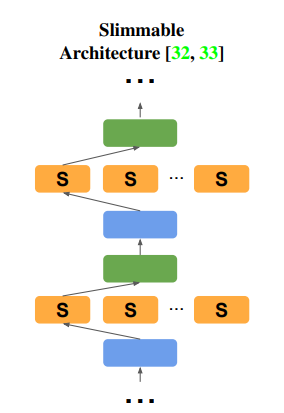 Slimmable
Architecture [32, 33]
...
S S ... S
S S ... S
...